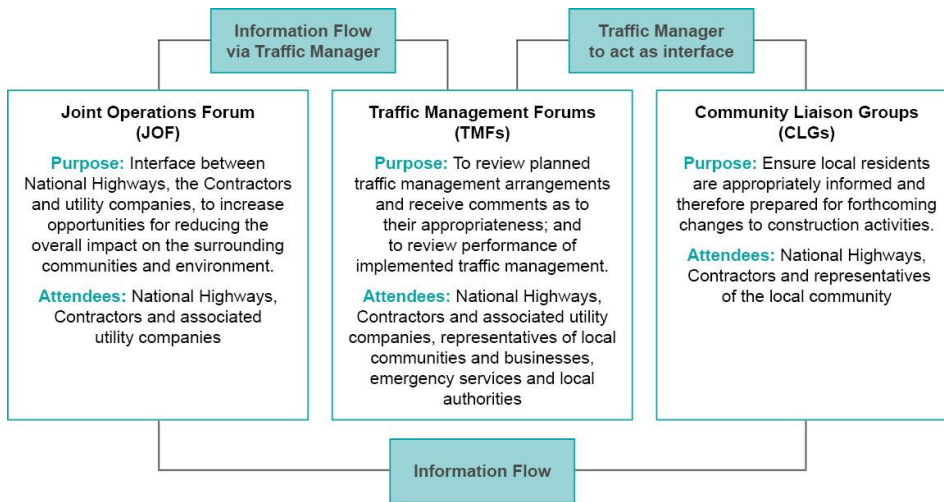 Information Flow
via Traffic Manager
Traffic Manager
to act as interface
Joint Operations Forum
(JOF)
Purpose: Interface between
National Highways, the Contractors
and utility companies, to increase
opportunities for reducing the
overall impact on the surrounding
communities and environment.
Attendees: National Highways,
Contractors and associated
utility companies
Traffic Management Forums
(TMFs)
Purpose: To review planned
traffic management arrangements
and receive comments as to
their appropriateness; and
to review performance of
implemented traffic management.
Attendees: National Highways,
Contractors and associated utility
companies, representatives of local
communities and businesses,
emergency services and local
authorities
Community Liaison Groups
(CLGs)
Purpose: Ensure local residents
are appropriately informed and
therefore prepared for forthcoming
changes to construction activities.
Attendees: National Highways,
Contractors and representatives
of the local community
Information Flow